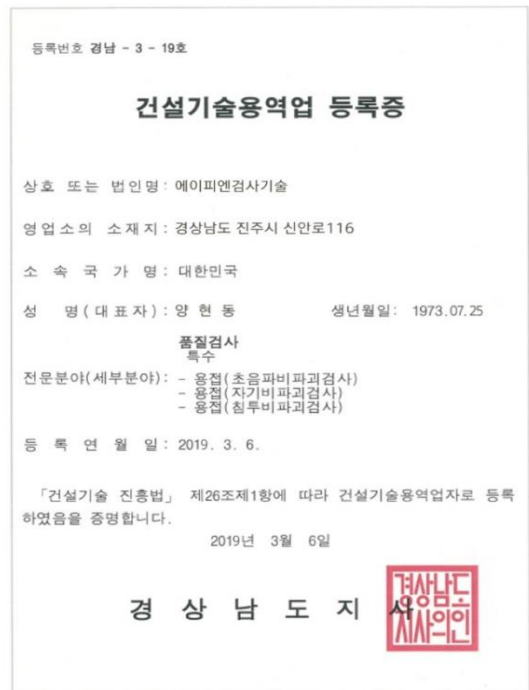 등록번호 경남 - 3 - 19호
건설기술용역업 등록증
상호 또는 법인명: 에이피엔검사기술
영업소의 소재지: 경상남도 진주시 신안로116
소 속 국 가 명: 대한민국
성 명(대표자): 양 현 동 생년월일: 1973.07.25
품질검사
특수
전문분야(세부분야): - 용접(초음파비파괴검사)
- 용접(자기비파괴검사)
- 용접(침투비파괴검사)
등 록 연 월 일: 2019. 3. 6.
「건설기술 진흥법」 제26조제1항에 따라 건설기술용역업자로 등록
하였음을 증명합니다.
2019년 3월 6일
경 상 남 도 지 사
경상남도
지사의인